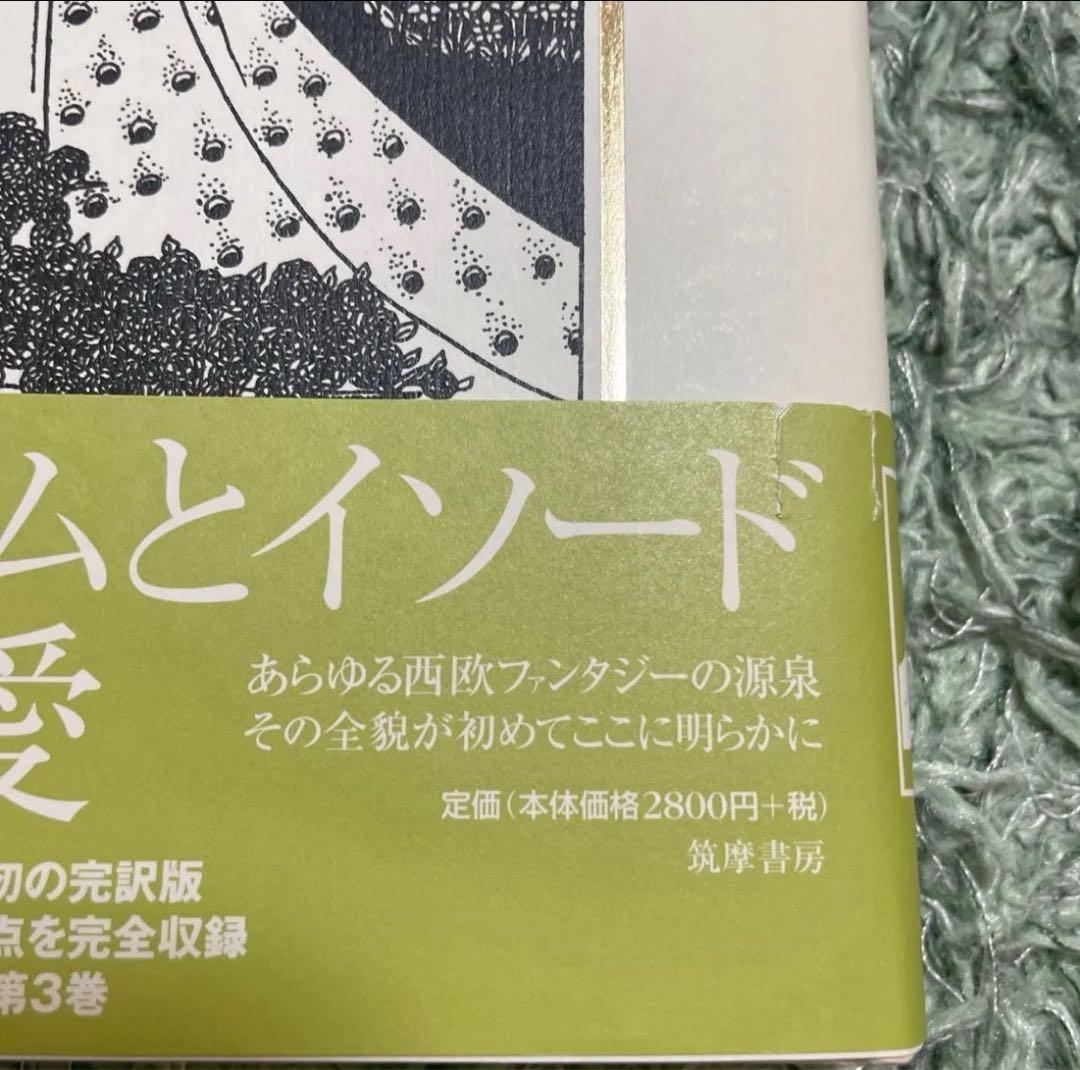 ムとイソード
愛
あらゆる西欧ファンタジーの源泉
その全貌が初めてここに明らかに
定価(本体価格2800円+税)
筑摩書房
初の完訳版
点を完全収録
第3巻